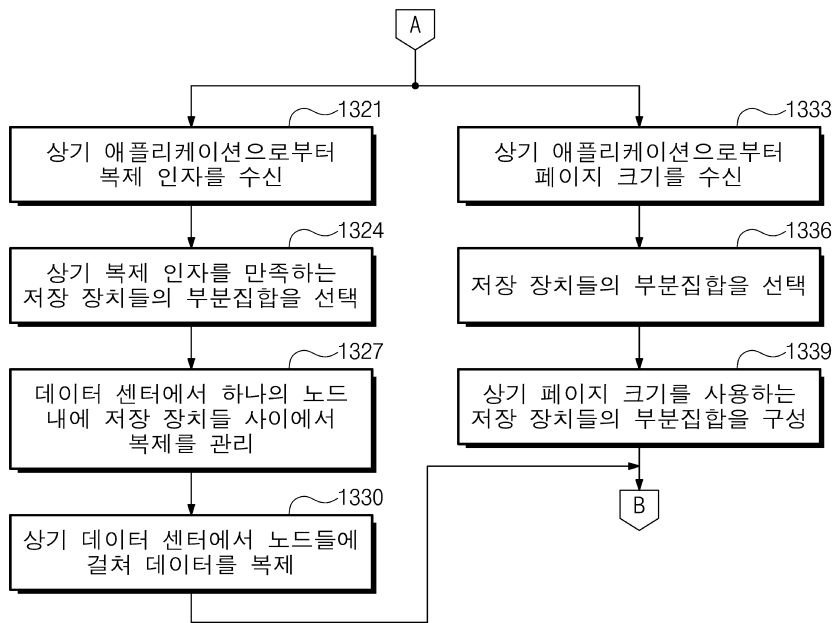 A
1321
상기 애플리케이션으로부터
복제 인자를 수신
1324
상기 복제 인자를 만족하는
저장 장치들의 부분집합을 선택
1327
데이터 센터에서 하나의 노드
내에 저장 장치들 사이에서
복제를 관리
1330
상기 데이터 센터에서 노드들에
걸쳐 데이터를 복제
1333
상기 애플리케이션으로부터
페이지 크기를 수신
1336
저장 장치들의 부분집합을 선택
1339
상기 페이지 크기를 사용하는
저장 장치들의 부분집합을 구성
B